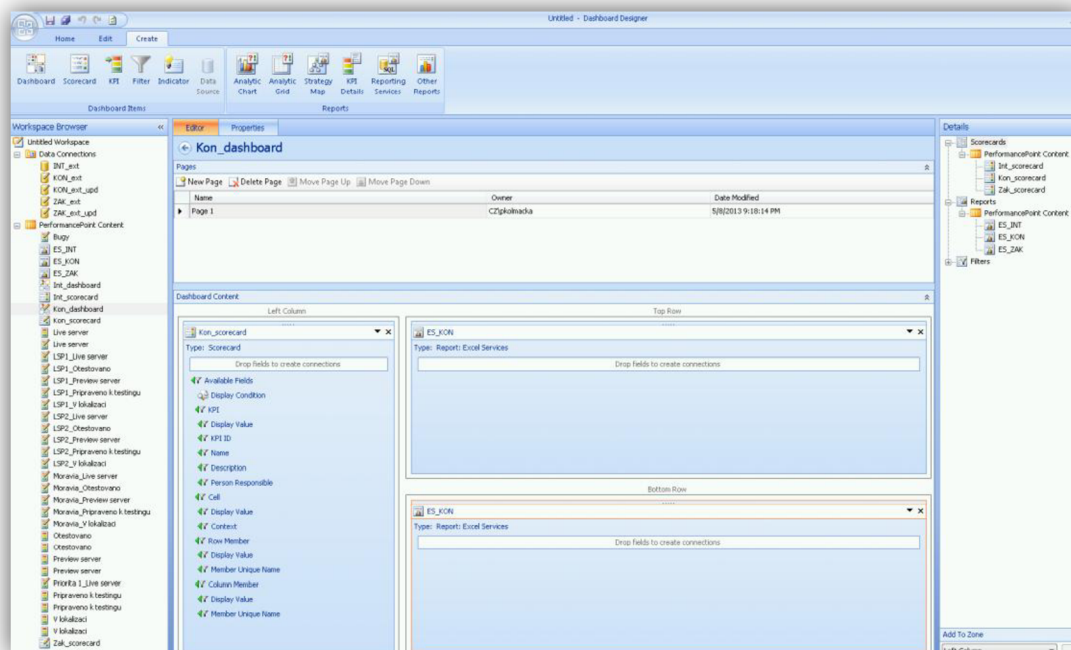 Untitled - Dashboard Designer
Home Edit Create
Dashboard Scorecard KPI Filter Indicator Data Source Analytic Chart Analytic Grid Strategy Map KPI Details Reporting Services Other Reports
Dashboard Items Reports
Workspace Browser «
Untitled Workspace
Data Connections
INT_ext
KON_ext
KON_ext_upd
ZAK_ext
ZAK_ext_upd
PerformancePoint Content
Bugy
ES_INT
ES_KON
ES_ZAK
Int_dashboard
Int_scorecard
Kon_dashboard
Kon_scorecard
Live server
Live server
LSP1_Live server
LSP1_Otestovano
LSP1_Preview server
LSP1_Pripraveno k testingu
LSP1_V lokalizaci
LSP2_Live server
LSP2_Otestovano
LSP2_Preview server
LSP2_Pripraveno k testingu
LSP2_V lokalizaci
Moravia_Live server
Moravia_Otestovano
Moravia_Preview server
Moravia_Pripraveno k testingu
Moravia_V lokalizaci
Otestovano
Otestovano
Preview server
Preview server
Priorita 1_Live server
Pripraveno k testingu
Pripraveno k testingu
V lokalizaci
V lokalizaci
Zak_scorecard
Editor Properties
Kon_dashboard
Pages
New Page Delete Page Move Page Up Move Page Down
Name Owner Date Modified
Page 1 CZ\pkolmacka 5/8/2013 9:18:14 PM
Dashboard Content
Left Column
Kon_scorecard
Type: Scorecard
Drop fields to create connections
Available Fields
Display Condition
KPI
Display Value
KPI ID
Name
Description
Person Responsible
Cell
Display Value
Context
Row Member
Display Value
Member Unique Name
Column Member
Display Value
Member Unique Name
Top Row
ES_KON
Type: Report: Excel Services
Drop fields to create connections
Bottom Row
ES_KON
Type: Report: Excel Services
Drop fields to create connections
Details
Scorecards
PerformancePoint Content
Int_scorecard
Kon_scorecard
Zak_scorecard
Reports
PerformancePoint Content
ES_INT
ES_KON
ES_ZAK
Filters
Add To Zone
Left Column